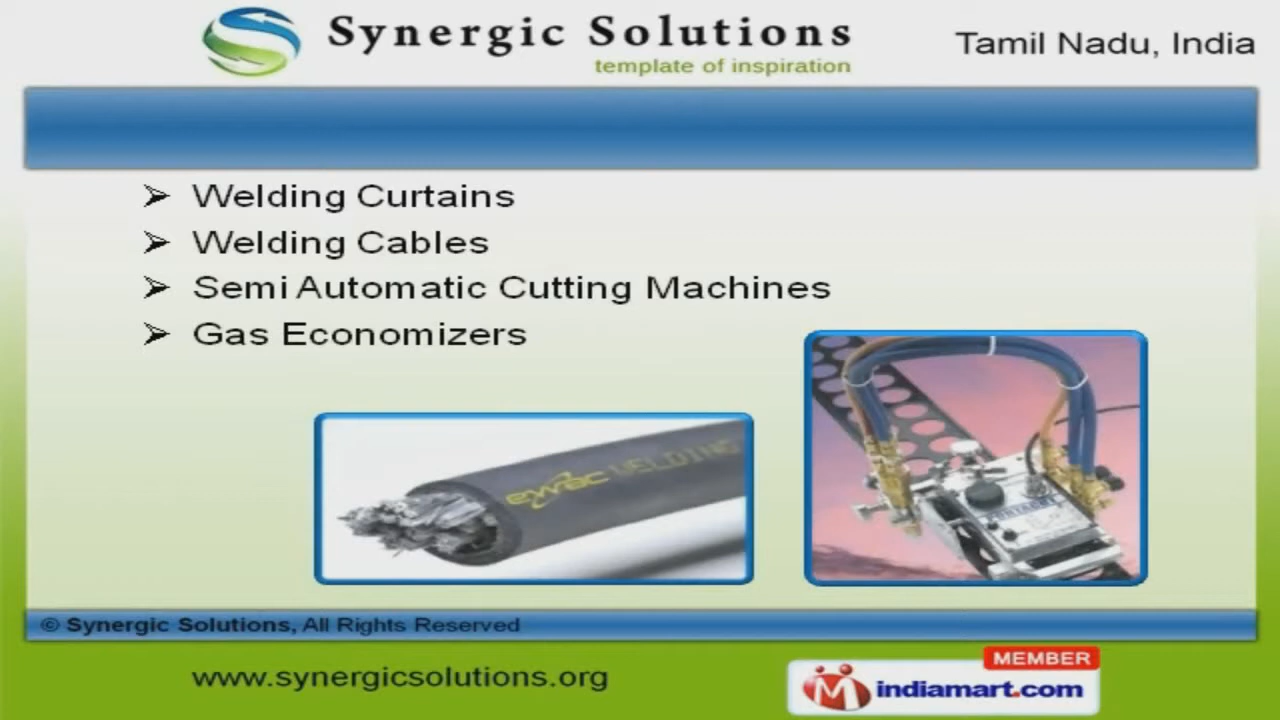 Synergic Solutions
template of inspiration
Tamil Nadu, India
Welding Curtains
Welding Cables
Semi Automatic Cutting Machines
Gas Economizers
WELDING
© Synergic Solutions, All Rights Reserved
www.synergicsolutions.org
MEMBER
indiamart.com